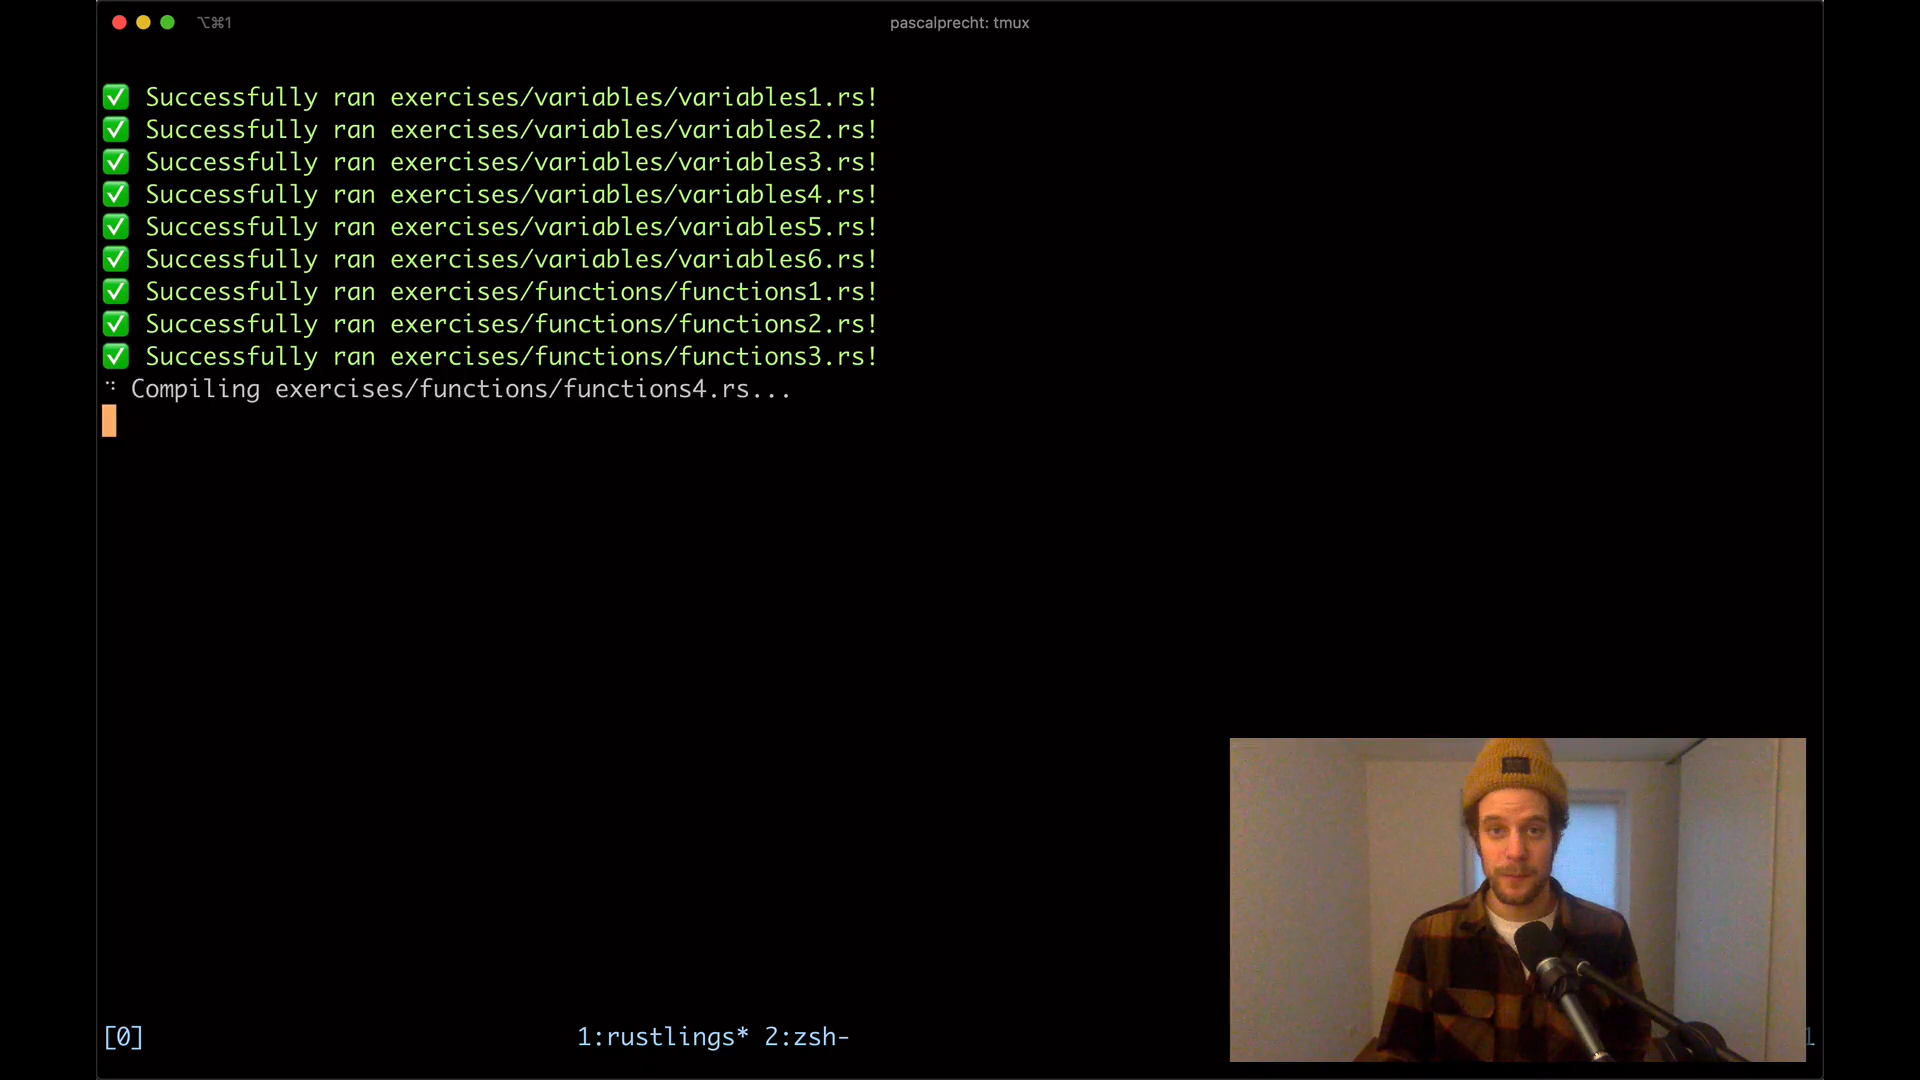 ⌥⌘1
pascalprecht: tmux
✅ Successfully ran exercises/variables/variables1.rs!
✅ Successfully ran exercises/variables/variables2.rs!
✅ Successfully ran exercises/variables/variables3.rs!
✅ Successfully ran exercises/variables/variables4.rs!
✅ Successfully ran exercises/variables/variables5.rs!
✅ Successfully ran exercises/variables/variables6.rs!
✅ Successfully ran exercises/functions/functions1.rs!
✅ Successfully ran exercises/functions/functions2.rs!
✅ Successfully ran exercises/functions/functions3.rs!
Compiling exercises/functions/functions4.rs...
[0] 1:rustlings* 2:zsh-